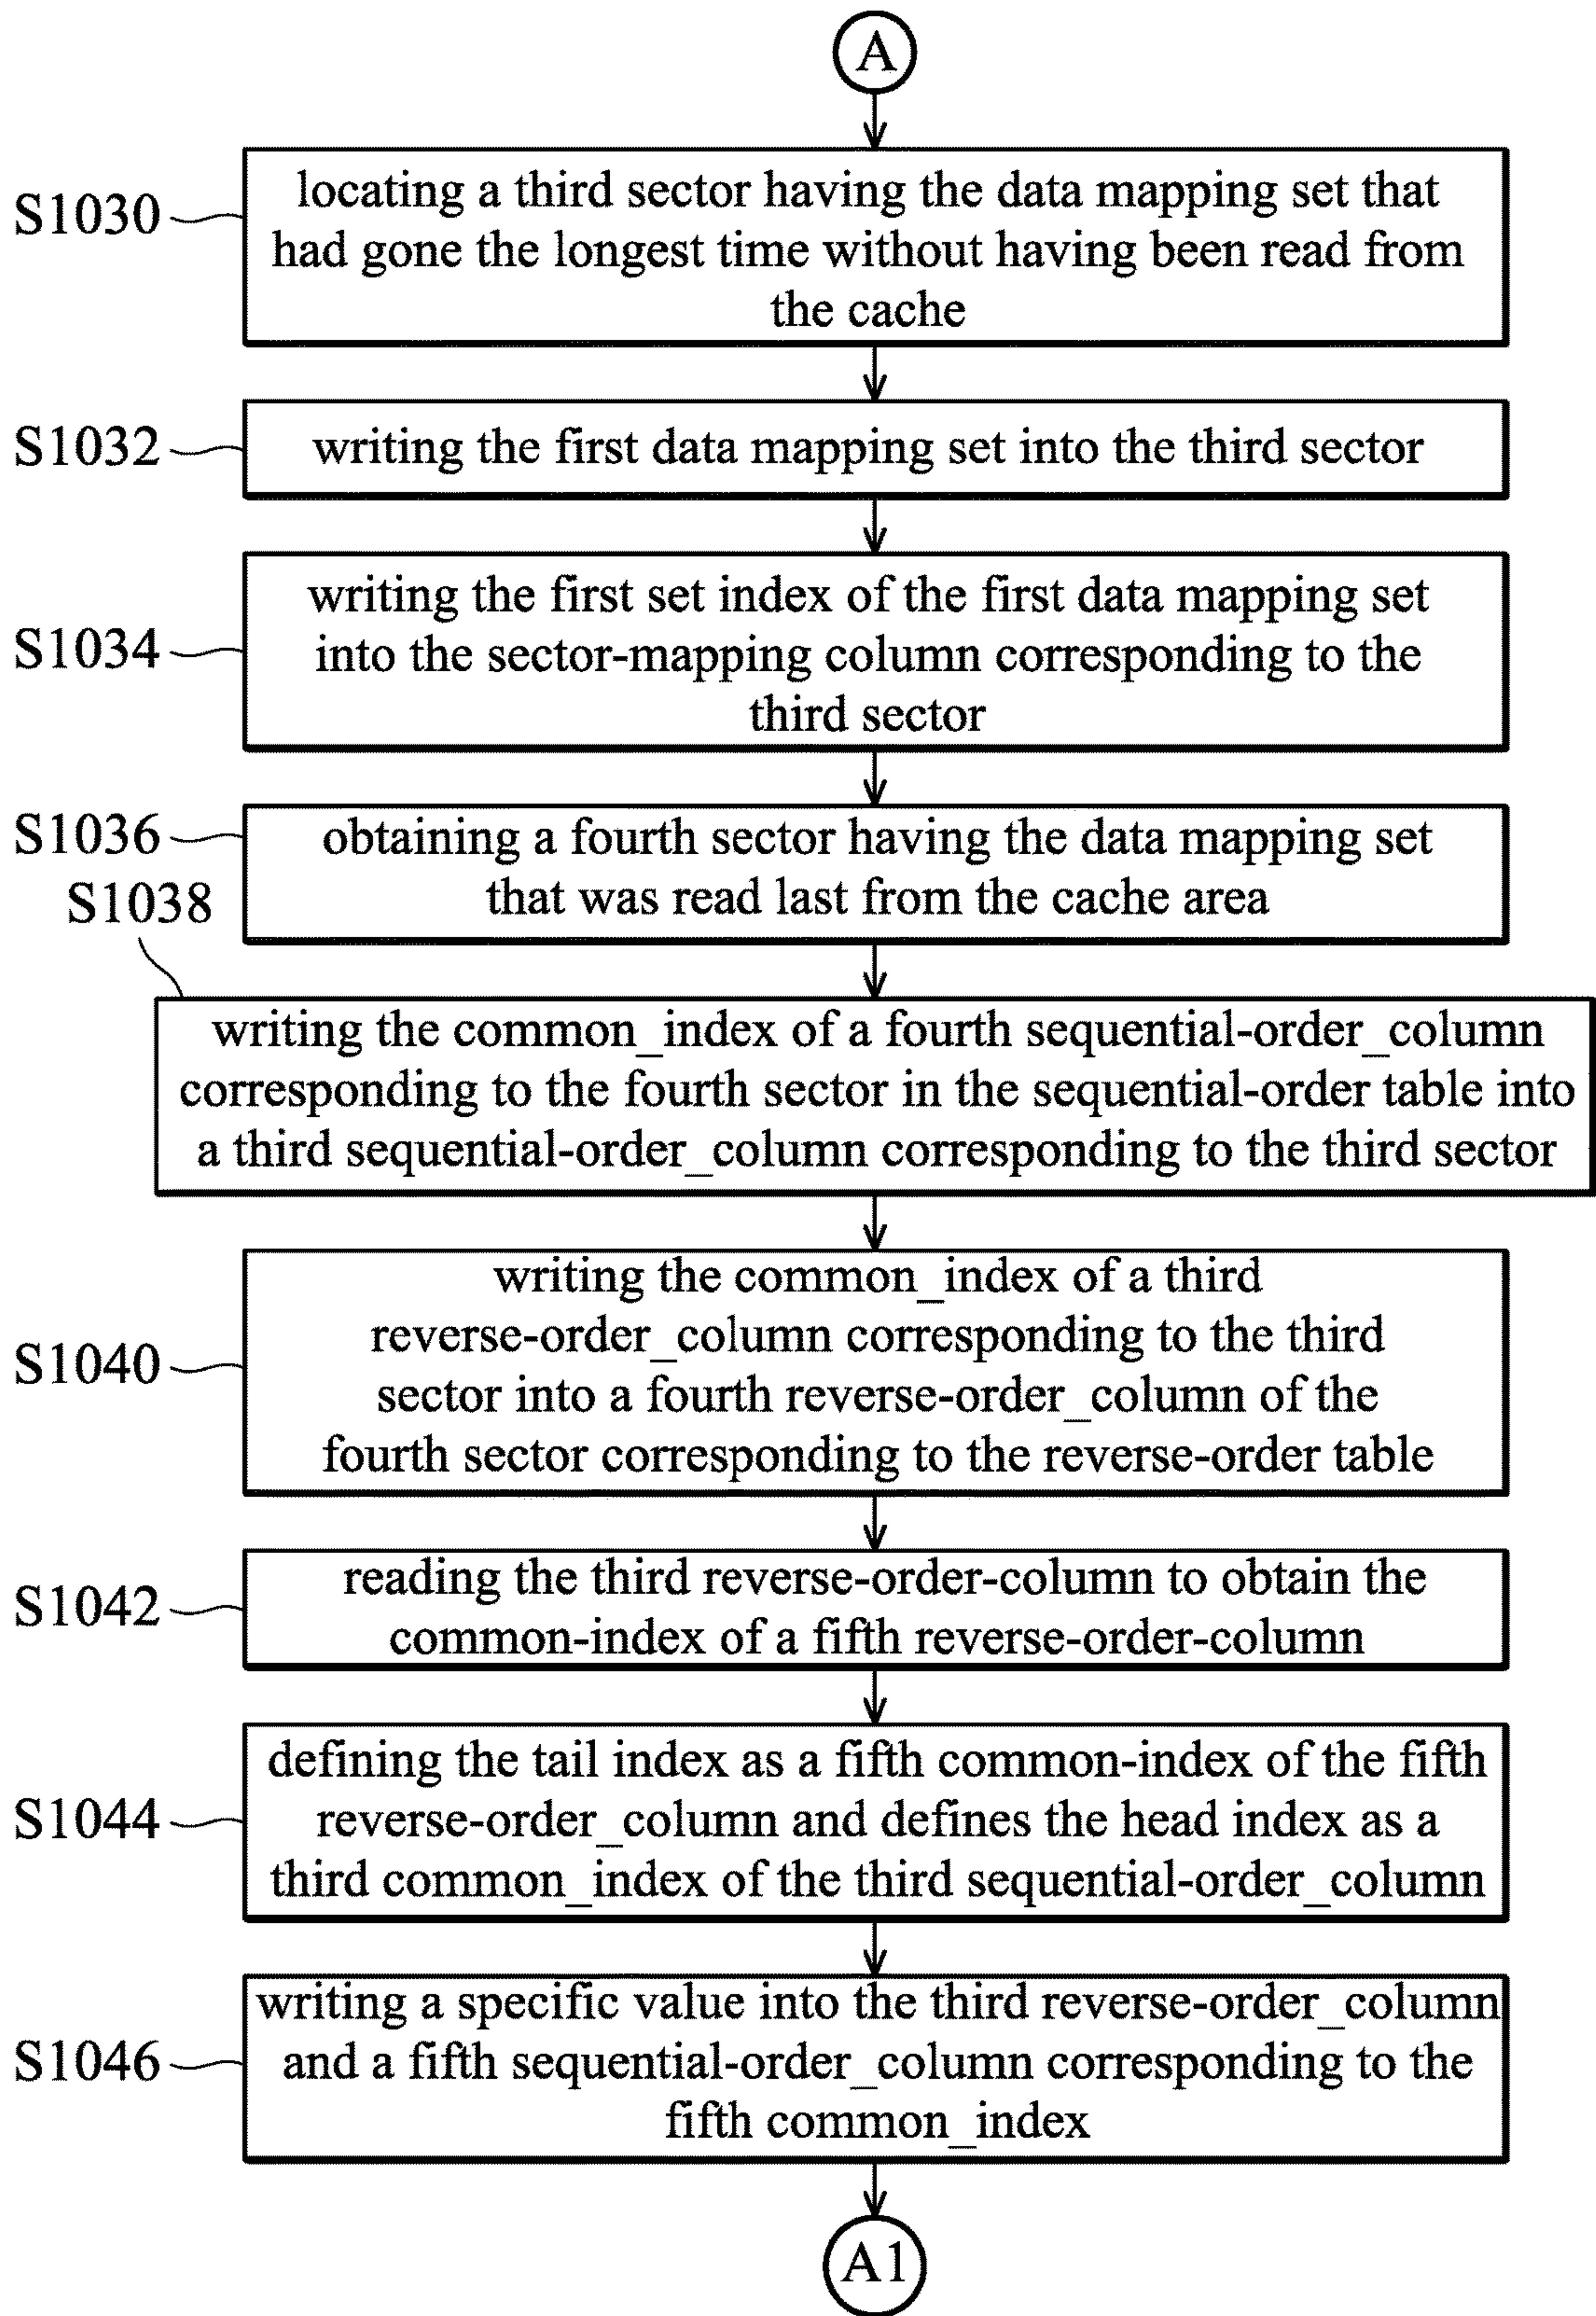 A
S1030
locating a third sector having the data mapping set that
had gone the longest time without having been read from
the cache
S1032
writing the first data mapping set into the third sector
S1034
writing the first set index of the first data mapping set
into the sector-mapping column corresponding to the
third sector
S1036
obtaining a fourth sector having the data mapping set
that was read last from the cache area
S1038
writing the common_index of a fourth sequential-order_column
corresponding to the fourth sector in the sequential-order table into
a third sequential-order_column corresponding to the third sector
S1040
writing the common_index of a third
reverse-order_column corresponding to the third
sector into a fourth reverse-order_column of the
fourth sector corresponding to the reverse-order table
S1042
reading the third reverse-order-column to obtain the
common-index of a fifth reverse-order-column
S1044
defining the tail index as a fifth common-index of the fifth
reverse-order_column and defines the head index as a
third common_index of the third sequential-order_column
S1046
writing a specific value into the third reverse-order_column
and a fifth sequential-order_column corresponding to the
fifth common_index
A1